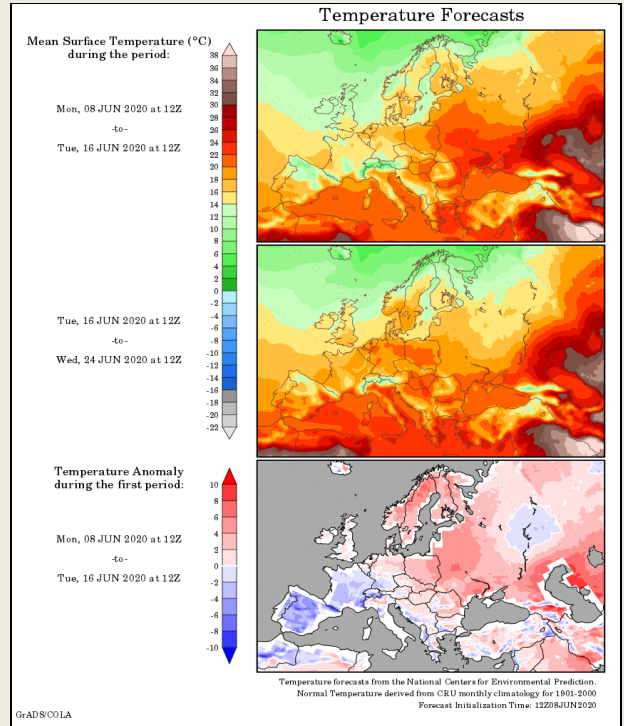 Temperature Forecasts
Mean Surface Temperature (°C)
during the period:
Mon, 08 JUN 2020 at 12Z
-to-
Tue, 16 JUN 2020 at 12Z
38
36
34
32
30
28
26
24
22
20
18
16
14
12
10
8
6
4
2
0
-2
-4
-6
-8
-10
-12
-16
-18
-20
-22
Tue, 16 JUN 2020 at 12Z
-to-
Wed, 24 JUN 2020 at 12Z
Temperature Anomaly
during the first period:
Mon, 08 JUN 2020 at 12Z
-to-
Tue, 16 JUN 2020 at 12Z
10
8
6
4
2
0
-2
-4
-6
-8
-10
Temperature forecasts from the National Centers for Environmental Prediction.
Normal Temperature derived from CRU monthly climatology for 1901-2000
Forecast Initialization Time: 12Z08JUN2020
GrADS/COLA